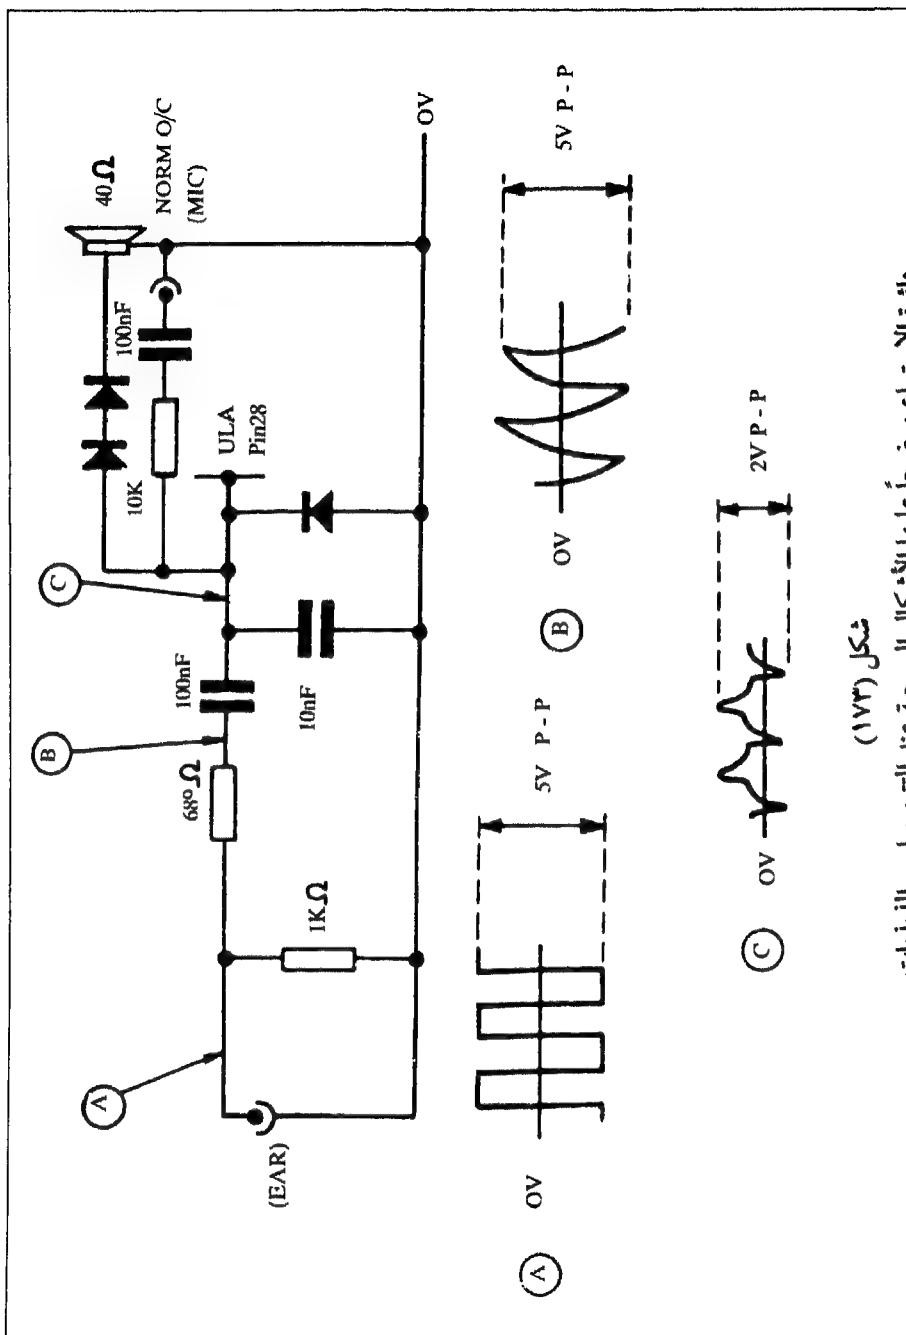 40Ω
NORM O/C
(MIC)
100nF
10K
ULA
Pin28
OV
C
B
A
100nF
68ºΩ
10nF
1KΩ
(EAR)
A
OV
5V P - P
B
OV
5V P - P
C
OV
2V P - P
شكل (١٧٣)